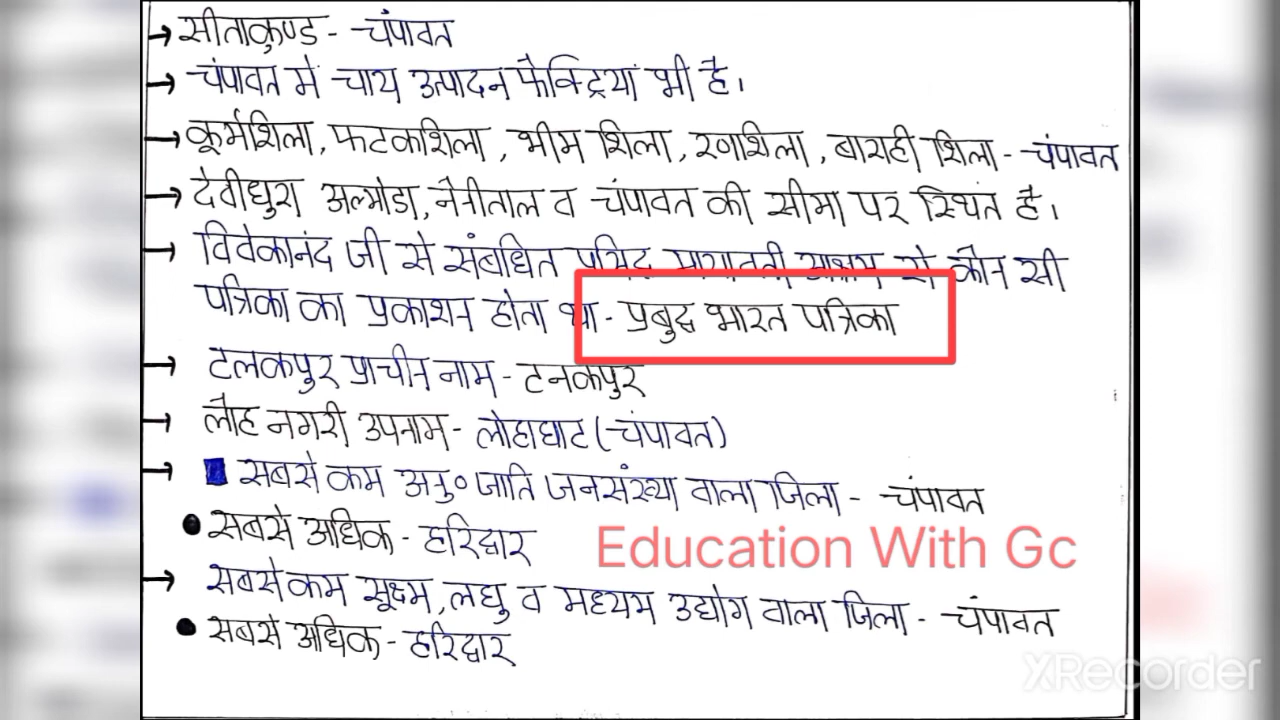 → सीताकुण्ड - चंपावत
→ चंपावत मे चाय उत्पादन फैक्ट्रियां भी है।
→ कूर्मशिला, फटकशिला, भीम शिला, रणशिला, बाराही शिला - चंपावत
→ देवीधुरा अल्मोडा, नैनीताल व चंपावत की सीमा पर स्थित है।
→ विवेकानंद जी से संबंधित प्रसिद्ध मायावती आश्रम से कौन सी
पत्रिका का प्रकाशन होता था - प्रबुद्ध भारत पत्रिका
→ टलकपुर प्राचीन नाम - टनकपुर
→ लौह नगरी उपनाम - लोहाघाट (चंपावत)
→ सबसे कम अनु० जाति जनसंख्या वाला जिला - चंपावत
● सबसे अधिक - हरिद्वार
Education With Gc
→ सबसे कम सूक्ष्म, लघु व मध्यम उद्योग वाला जिला - चंपावत
● सबसे अधिक - हरिद्वार
XRecorder